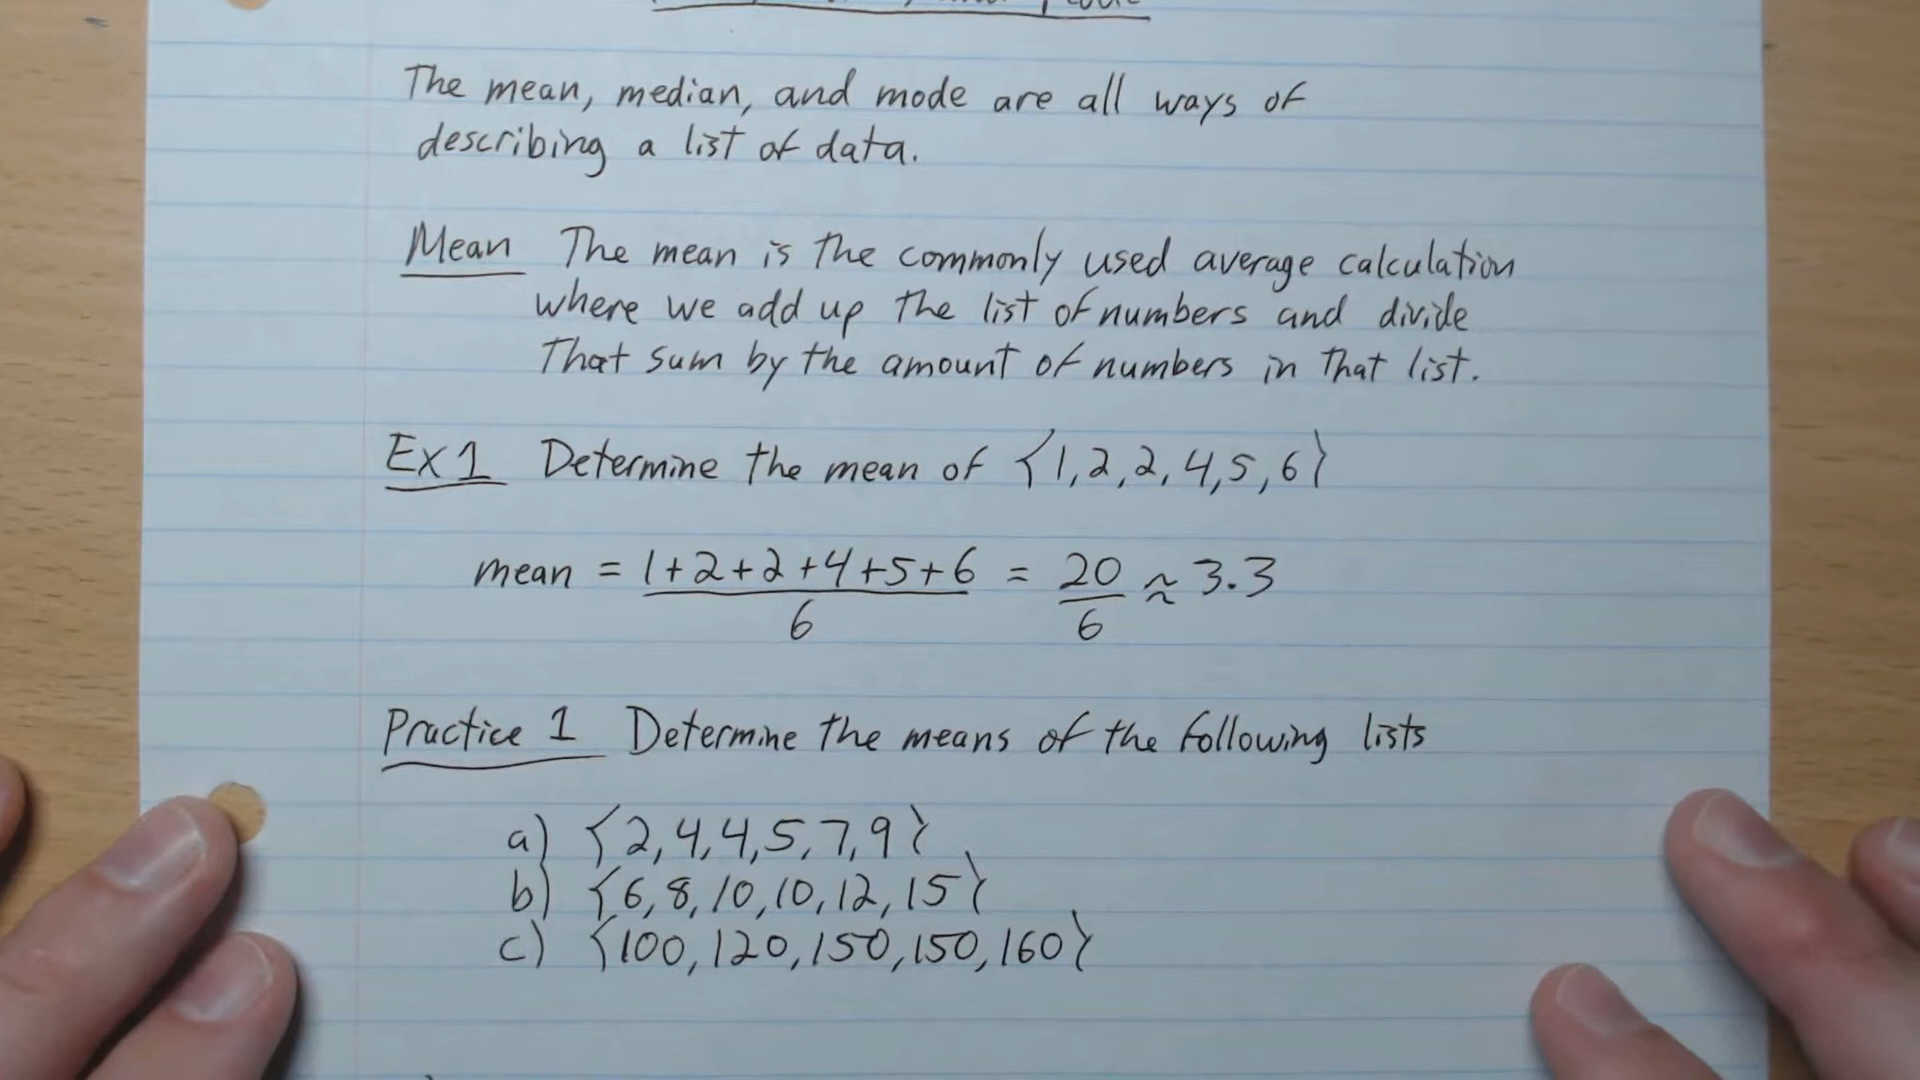 The mean, median, and mode are all ways of
describing a list of data.
Mean The mean is the commonly used average calculation
where we add up the list of numbers and divide
That sum by the amount of numbers in that list.
Ex 1 Determine the mean of {1,2,2,4,5,6}
mean = 1+2+2+4+5+6 / 6 = 20 / 6 ≈ 3.3
Practice 1 Determine the means of the following lists
a) {2,4,4,5,7,9}
b) {6,8,10,10,12,15}
c) {100,120,150,150,160}